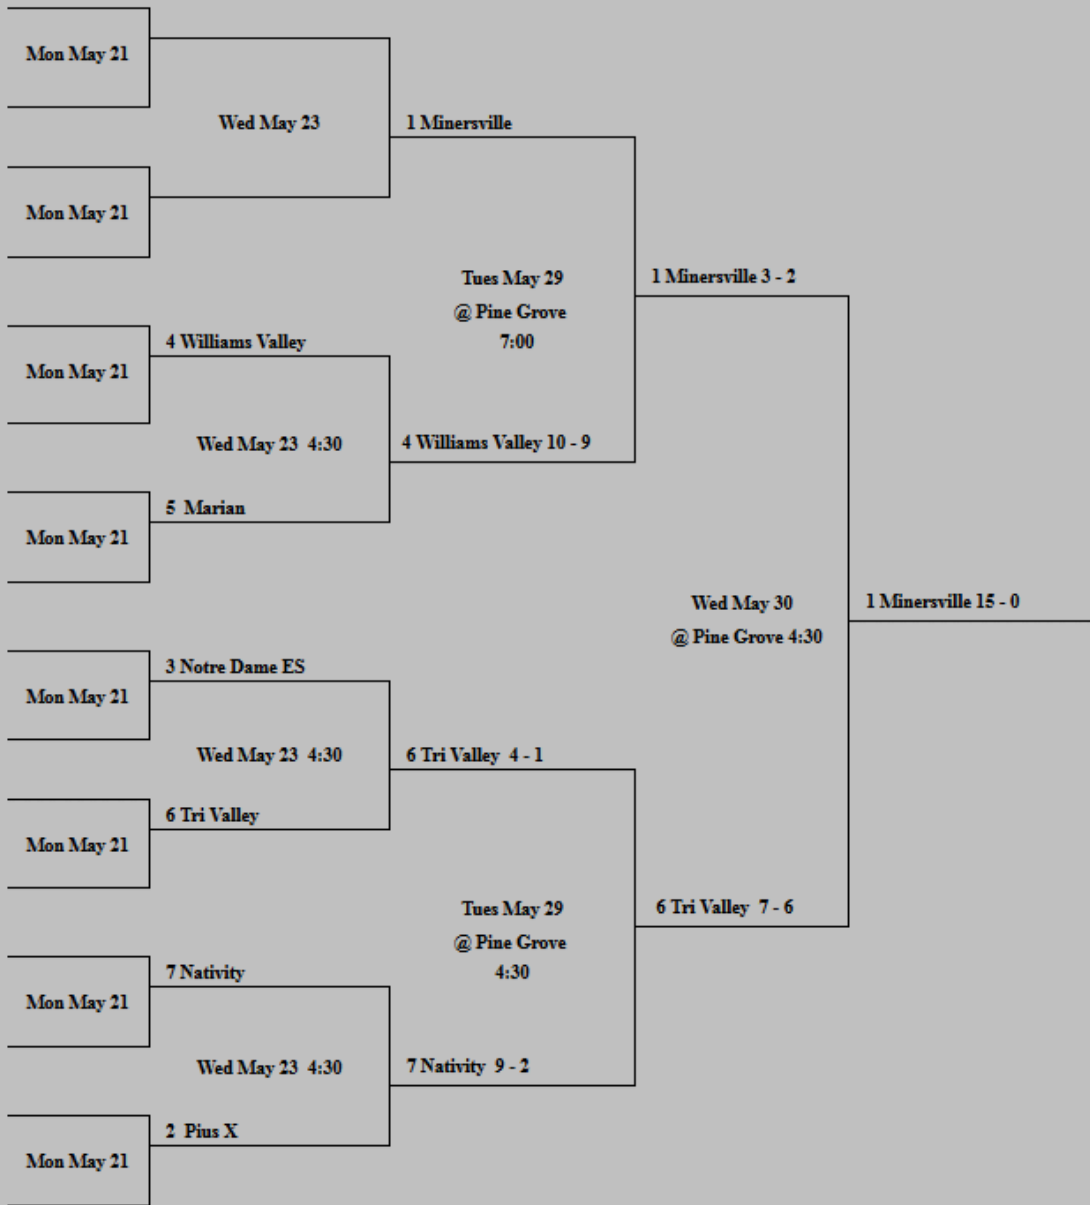 Mon May 21
Wed May 23
1 Minersville
Mon May 21
Tues May 29
@ Pine Grove
7:00
1 Minersville 3 - 2
4 Williams Valley
Mon May 21
Wed May 23 4:30
4 Williams Valley 10 - 9
5 Marian
Mon May 21
Wed May 30
@ Pine Grove 4:30
1 Minersville 15 - 0
3 Notre Dame ES
Mon May 21
Wed May 23 4:30
6 Tri Valley 4 - 1
6 Tri Valley
Mon May 21
Tues May 29
@ Pine Grove
4:30
6 Tri Valley 7 - 6
7 Nativity
Mon May 21
Wed May 23 4:30
7 Nativity 9 - 2
2 Pius X
Mon May 21